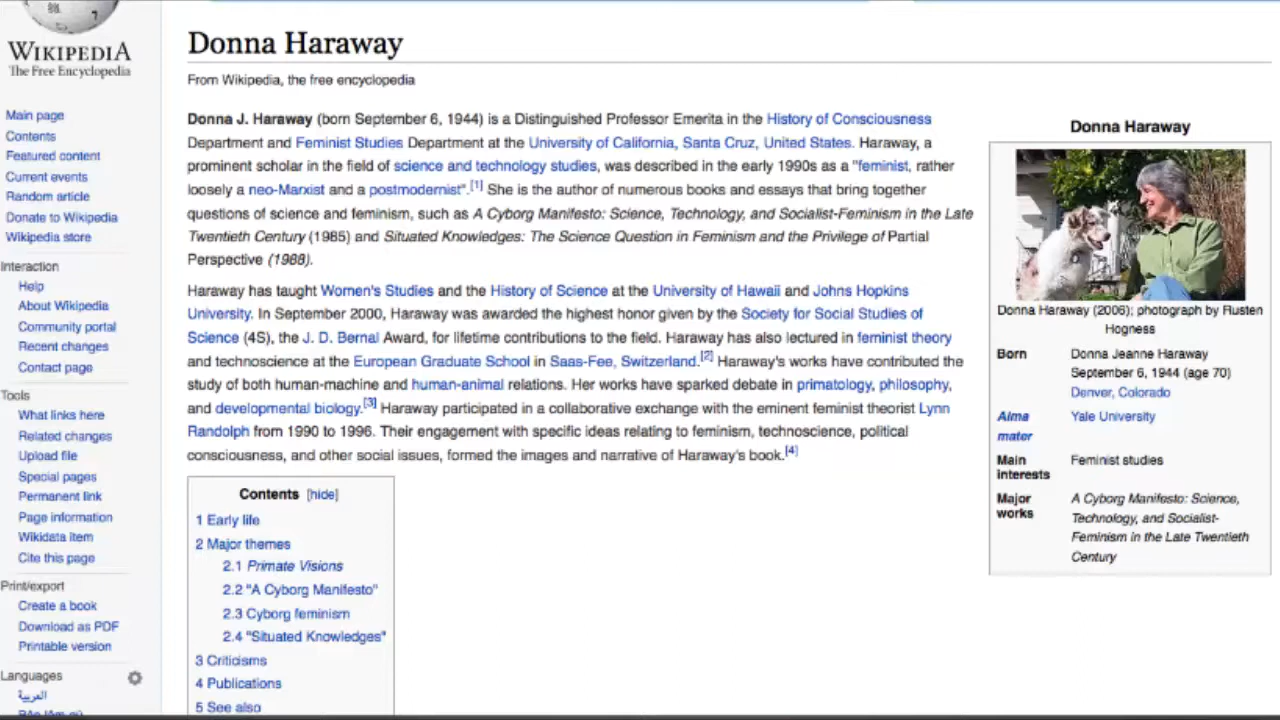 WIKIPEDIA
The Free Encyclopedia
Main page
Contents
Featured content
Current events
Random article
Donate to Wikipedia
Wikipedia store
Interaction
Help
About Wikipedia
Community portal
Recent changes
Contact page
Tools
What links here
Related changes
Upload file
Special pages
Permanent link
Page information
Wikidata item
Cite this page
Print/export
Create a book
Download as PDF
Printable version
Languages
العربية
Donna Haraway
From Wikipedia, the free encyclopedia
Donna J. Haraway (born September 6, 1944) is a Distinguished Professor Emerita in the History of Consciousness
Department and Feminist Studies Department at the University of California, Santa Cruz, United States. Haraway, a
prominent scholar in the field of science and technology studies, was described in the early 1990s as a "feminist, rather
loosely a neo-Marxist and a postmodernist".[1] She is the author of numerous books and essays that bring together
questions of science and feminism, such as A Cyborg Manifesto: Science, Technology, and Socialist-Feminism in the Late
Twentieth Century (1985) and Situated Knowledges: The Science Question in Feminism and the Privilege of Partial
Perspective (1988).
Haraway has taught Women's Studies and the History of Science at the University of Hawaii and Johns Hopkins
University. In September 2000, Haraway was awarded the highest honor given by the Society for Social Studies of
Science (4S), the J. D. Bernal Award, for lifetime contributions to the field. Haraway has also lectured in feminist theory
and technoscience at the European Graduate School in Saas-Fee, Switzerland.[2] Haraway's works have contributed the
study of both human-machine and human-animal relations. Her works have sparked debate in primatology, philosophy,
and developmental biology.[3] Haraway participated in a collaborative exchange with the eminent feminist theorist Lynn
Randolph from 1990 to 1996. Their engagement with specific ideas relating to feminism, technoscience, political
consciousness, and other social issues, formed the images and narrative of Haraway's book.[4]
Contents [hide]
1 Early life
2 Major themes
2.1 Primate Visions
2.2 "A Cyborg Manifesto"
2.3 Cyborg feminism
2.4 "Situated Knowledges"
3 Criticisms
4 Publications
5 See also
Donna Haraway
Donna Haraway (2006); photograph by Rusten
Hogness
Born Donna Jeanne Haraway
September 6, 1944 (age 70)
Denver, Colorado
Alma mater Yale University
Main interests Feminist studies
Major works A Cyborg Manifesto: Science,
Technology, and Socialist-
Feminism in the Late Twentieth
Century